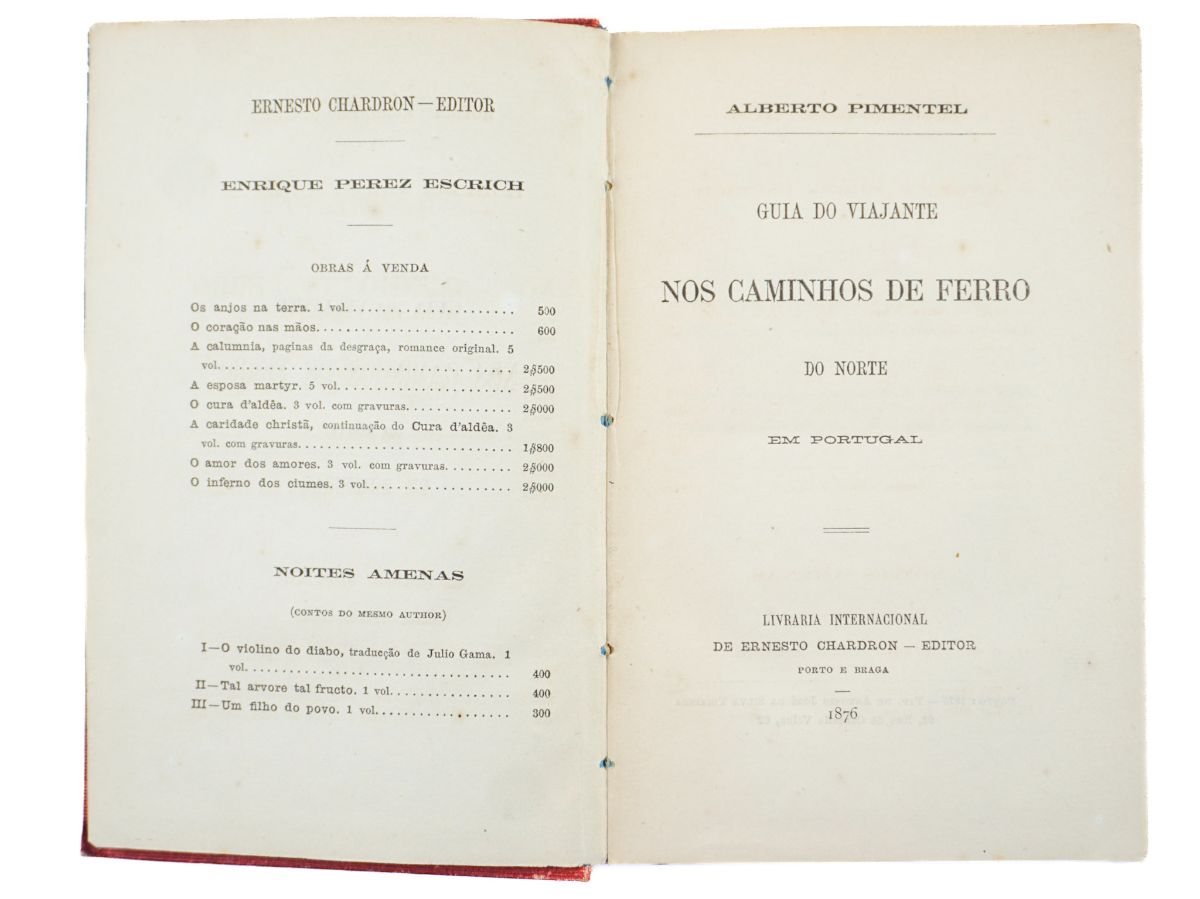 ERNESTO CHARDRON — EDITOR
ENRIQUE PEREZ ESCRICH
OBRAS Á VENDA
Os anjos na terra. 1 vol. . . . . . . . . . . . . . . . . . . . . . 500
O coração nas mãos. . . . . . . . . . . . . . . . . . . . . . . . . 600
A calumnia, paginas da desgraça, romance original. 5
vol. . . . . . . . . . . . . . . . . . . . . . . . . . . . . . . . . . . . . 2$500
A esposa martyr. 5 vol. . . . . . . . . . . . . . . . . . . . . . 2$500
O cura d'aldêa. 3 vol. com gravuras. . . . . . . . . . . . . 2$000
A caridade christã, continuação do Cura d'aldêa. 3
vol. com gravuras. . . . . . . . . . . . . . . . . . . . . . . . . . 1$800
O amor dos amores. 3 vol. com gravuras. . . . . . . . . 2$000
O inferno dos ciumes. 3 vol. . . . . . . . . . . . . . . . . . . 2$000
NOITES AMENAS
(CONTOS DO MESMO AUTHOR)
I—O violino do diabo, traducção de Julio Gama. 1
vol. . . . . . . . . . . . . . . . . . . . . . . . . . . . . . . . . . 400
II—Tal arvore tal fructo. 1 vol. . . . . . . . . . . . . . . . 400
III—Um filho do povo. 1 vol. . . . . . . . . . . . . . . . . . 300
ALBERTO PIMENTEL
GUIA DO VIAJANTE
NOS CAMINHOS DE FERRO
DO NORTE
EM PORTUGAL
LIVRARIA INTERNACIONAL
DE ERNESTO CHARDRON — EDITOR
PORTO E BRAGA
1876